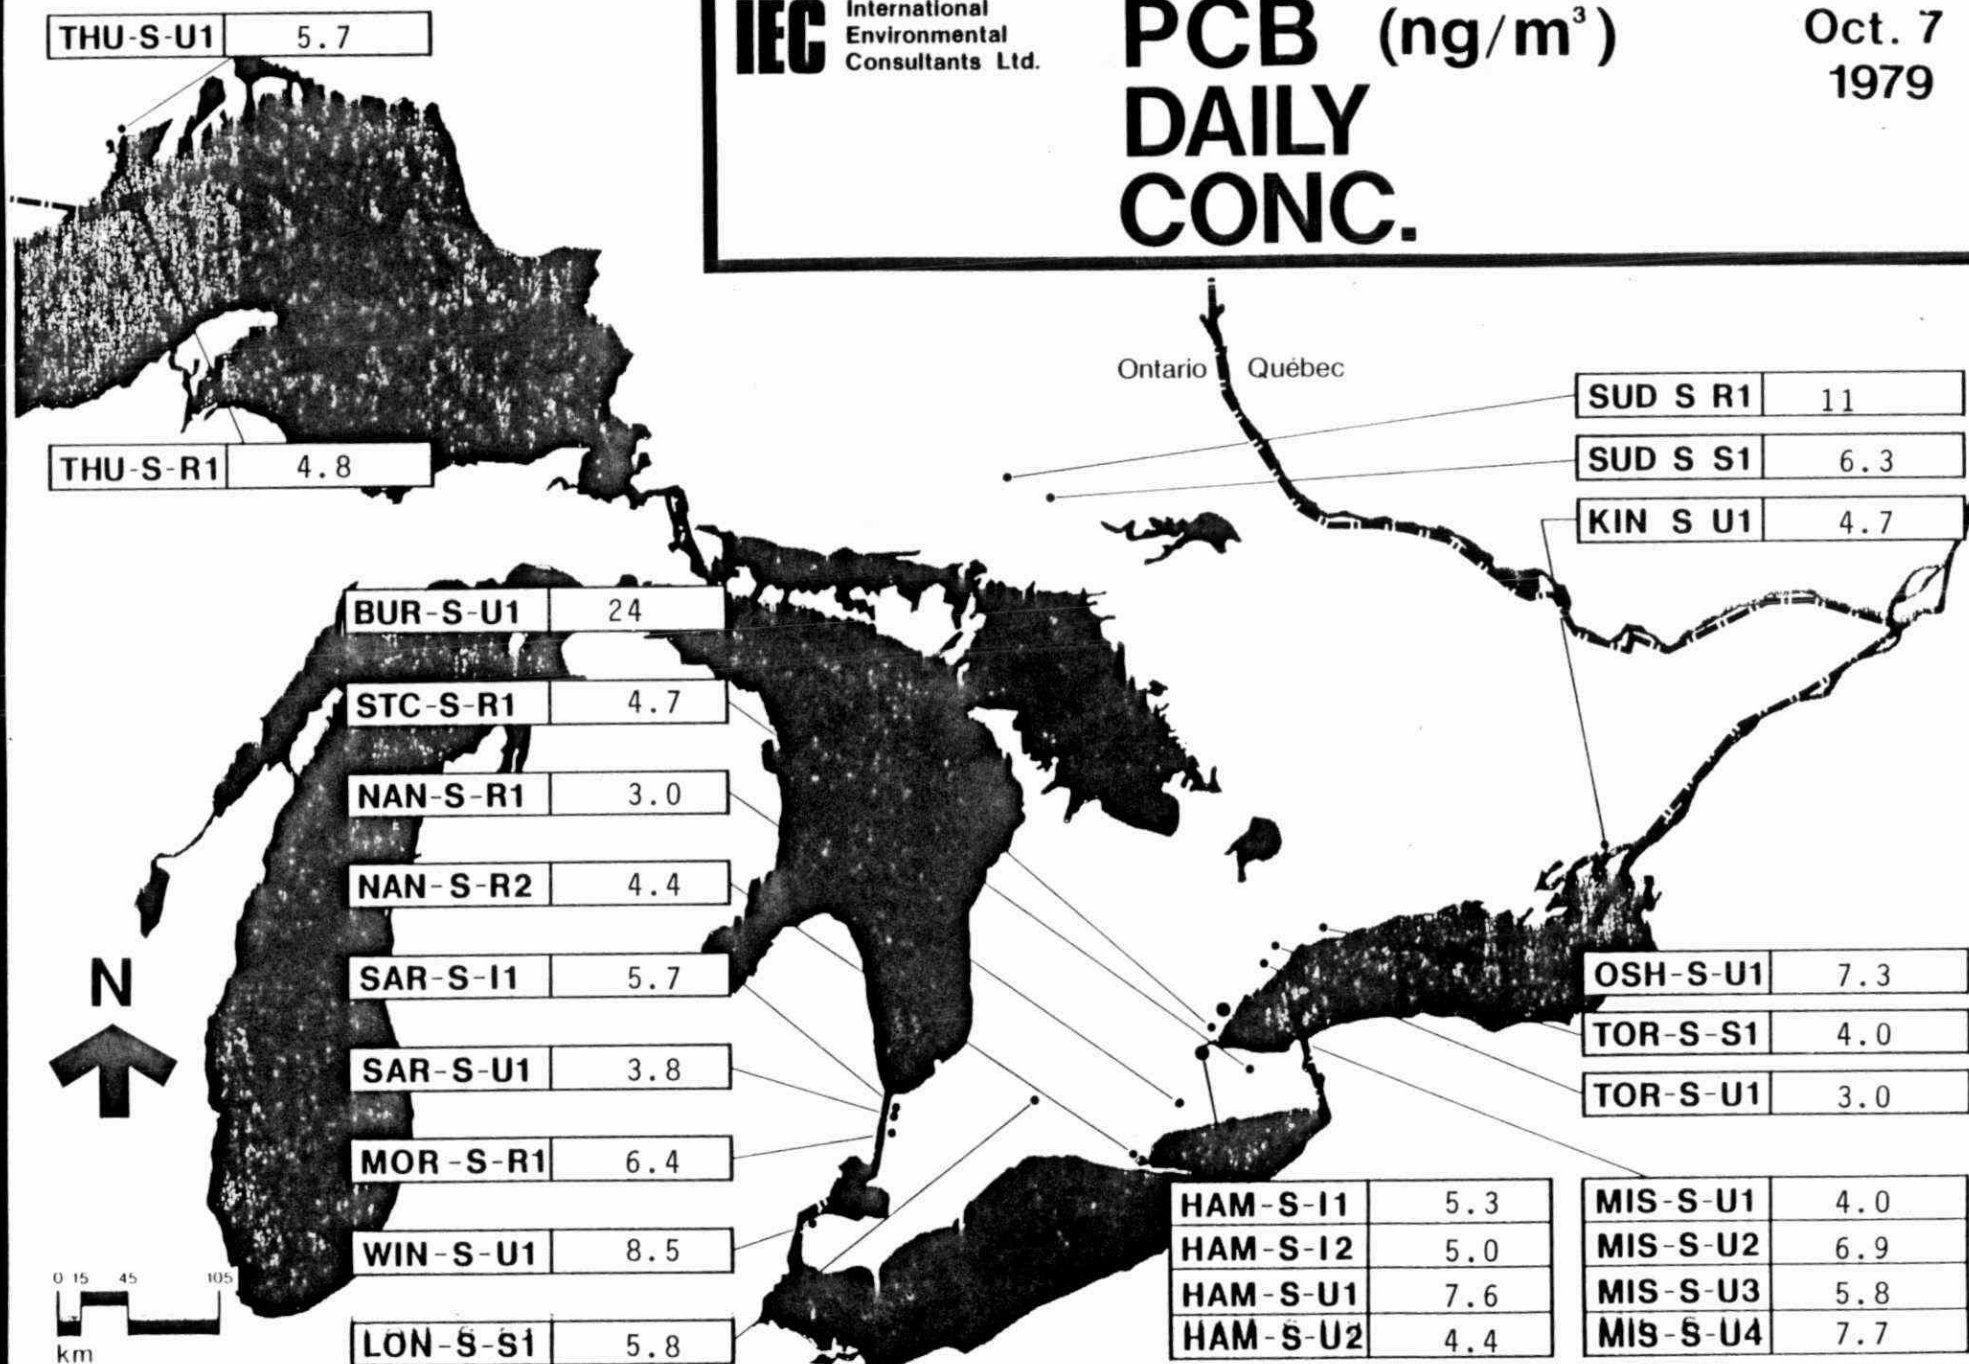 THU-S-U1 5.7
IEC International
Environmental
Consultants Ltd.
PCB (ng/m³)
DAILY
CONC.
Oct. 7
1979
Ontario Québec
SUD S R1 11
SUD S S1 6.3
KIN S U1 4.7
THU-S-R1 4.8
BUR-S-U1 24
STC-S-R1 4.7
NAN-S-R1 3.0
NAN-S-R2 4.4
SAR-S-I1 5.7
SAR-S-U1 3.8
MOR-S-R1 6.4
WIN-S-U1 8.5
LON-S-S1 5.8
N
0 15 45 105
km
OSH-S-U1 7.3
TOR-S-S1 4.0
TOR-S-U1 3.0
HAM-S-I1 5.3
HAM-S-I2 5.0
HAM-S-U1 7.6
HAM-S-U2 4.4
MIS-S-U1 4.0
MIS-S-U2 6.9
MIS-S-U3 5.8
MIS-S-U4 7.7